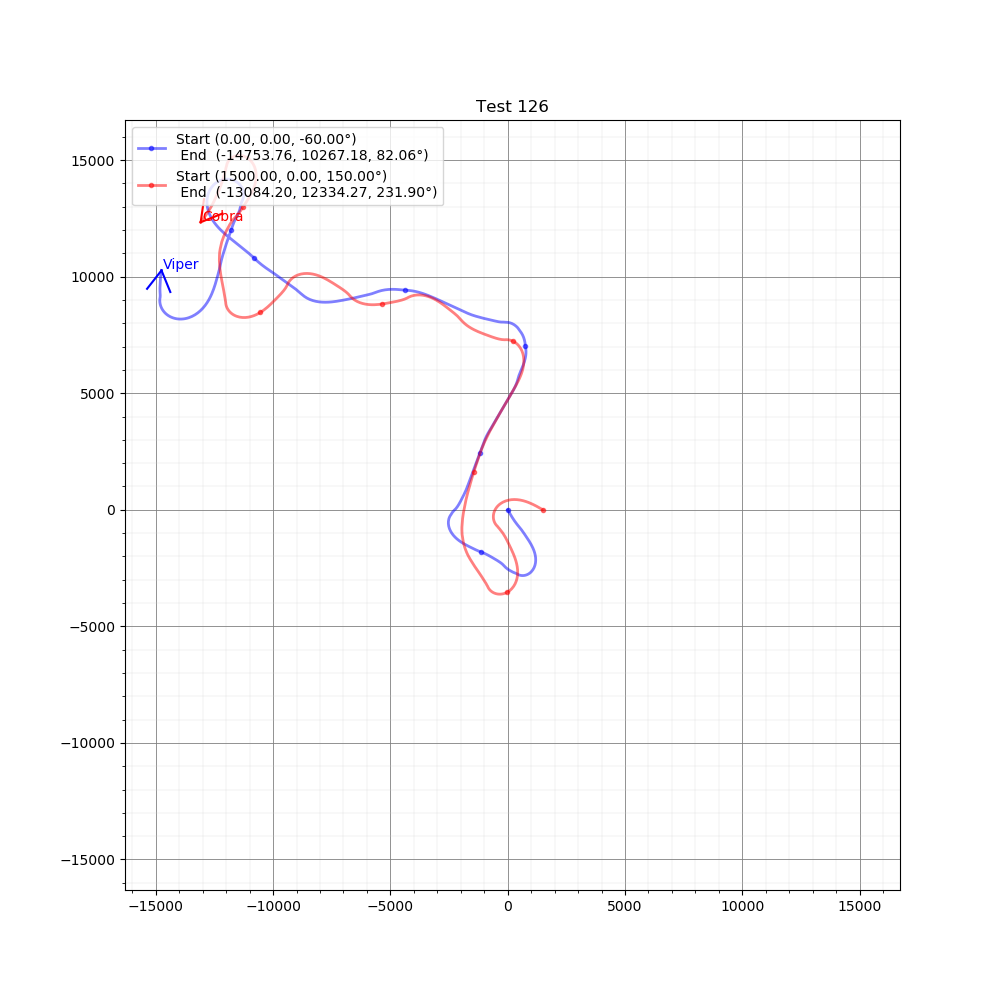 Test 126
Start (0.00, 0.00, -60.00°)
End  (-14753.76, 10267.18, 82.06°)
Start (1500.00, 0.00, 150.00°)
End  (-13084.20, 12334.27, 231.90°)
Cobra
Viper
15000
10000
5000
0
−5000
−10000
−15000
−15000 −10000 −5000 0 5000 10000 15000